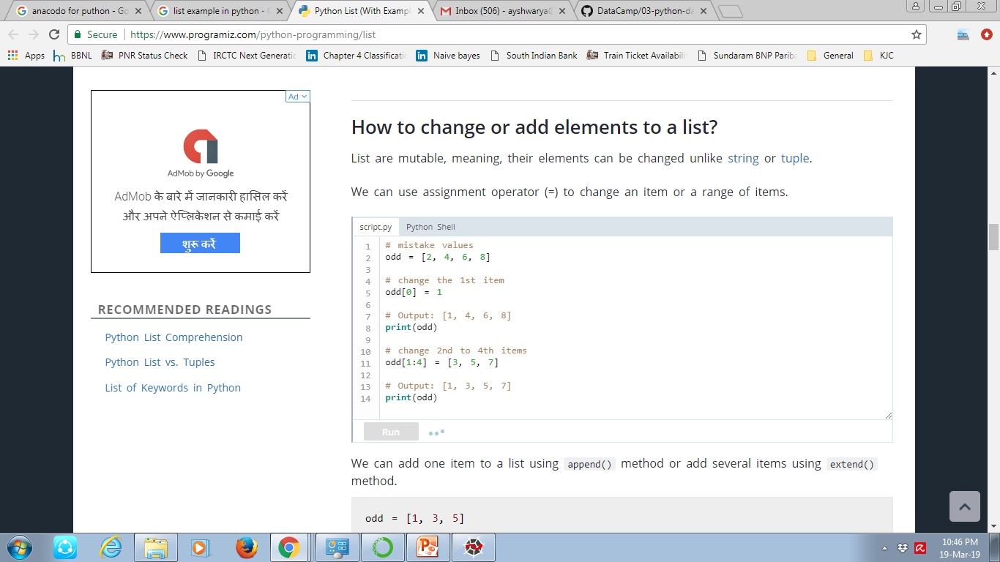 anacodo for puthon - Go
list example in python - G
Python List (With Exampl
Inbox (506) - ayshwarya@
DataCamp/03-python-da
Secure
https://www.programiz.com/python-programming/list
Apps
BBNL
PNR Status Check
IRCTC Next Generatic
Chapter 4 Classificatio
Naive bayes
South Indian Bank
Train Ticket Availabili
Sundaram BNP Pariba
General
KJC
Ad
AdMob by Google
AdMob के बारे में जानकारी हासिल करें
और अपने ऐप्लिकेशन से कमाई करें
शुरू करें
RECOMMENDED READINGS
Python List Comprehension
Python List vs. Tuples
List of Keywords in Python
How to change or add elements to a list?
List are mutable, meaning, their elements can be changed unlike string or tuple.
We can use assignment operator (=) to change an item or a range of items.
script.py Python Shell
1 # mistake values
2 odd = [2, 4, 6, 8]
3
4 # change the 1st item
5 odd[0] = 1
6
7 # Output: [1, 4, 6, 8]
8 print(odd)
9
10 # change 2nd to 4th items
11 odd[1:4] = [3, 5, 7]
12
13 # Output: [1, 3, 5, 7]
14 print(odd)
Run
We can add one item to a list using append() method or add several items using extend()
method.
odd = [1, 3, 5]
10:46 PM
19-Mar-19